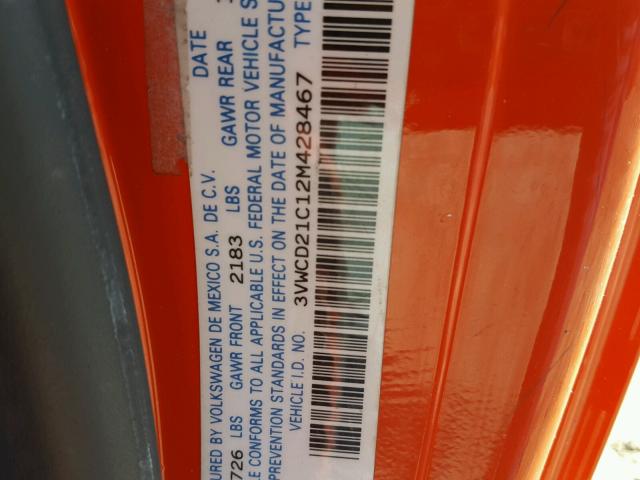 URED BY VOLKSWAGEN DE MEXICO S.A. DE C.V. DATE
726 LBS GAWR FRONT 2183 LBS GAWR REAR
E CONFORMS TO ALL APPLICABLE U.S. FEDERAL MOTOR VEHICLE S
PREVENTION STANDARDS IN EFFECT ON THE DATE OF MANUFACTUR
VEHICLE I.D. NO. 3VWCD21C12M428467 TYPE